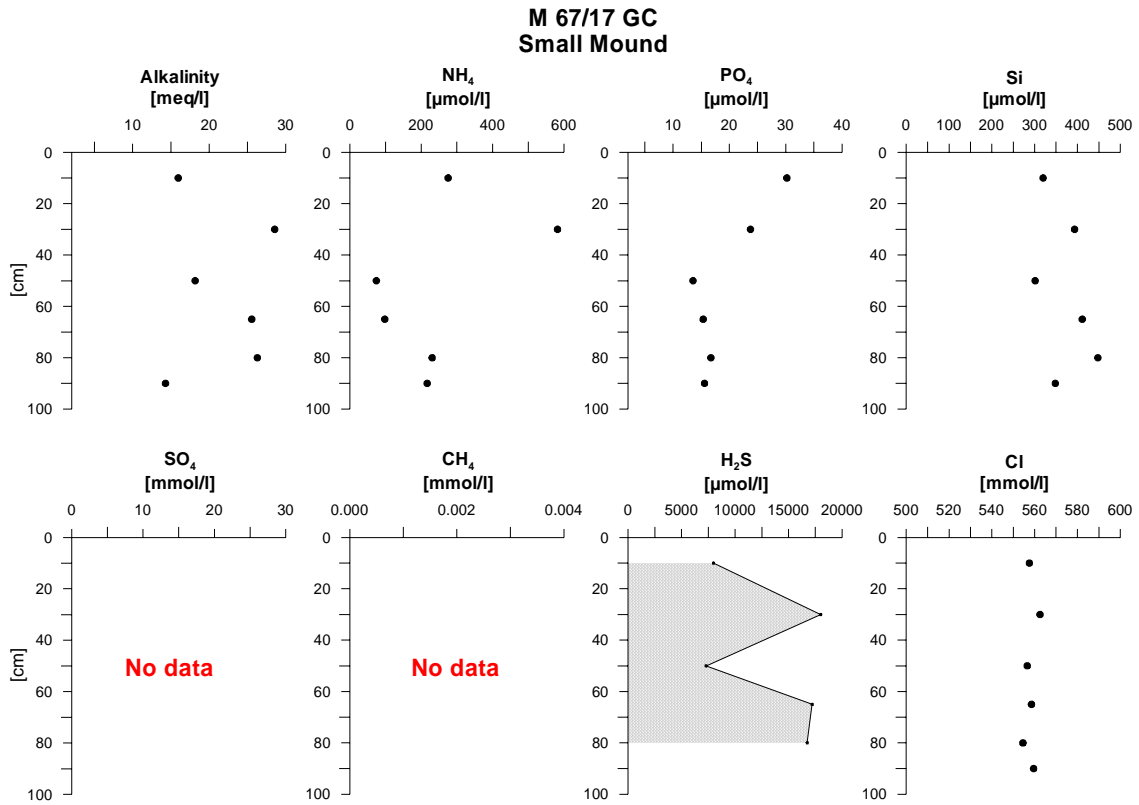 M 67/17 GC
Small Mound
Alkalinity
[meq/l]
NH₄
[µmol/l]
PO₄
[µmol/l]
Si
[µmol/l]
10 20 30
0 200 400 600
10 20 30 40
0 100 200 300 400 500
0 20 40 60 80 100
[cm]
0 20 40 60 80 100
0 20 40 60 80 100
0 20 40 60 80 100
SO₄
[mmol/l]
CH₄
[mmol/l]
H₂S
[µmol/l]
Cl
[mmol/l]
0 10 20 30
0.000 0.002 0.004
0 5000 10000 15000 20000
500 520 540 560 580 600
0 20 40 60 80 100
[cm]
No data
0 20 40 60 80 100
No data
0 20 40 60 80 100
0 20 40 60 80 100